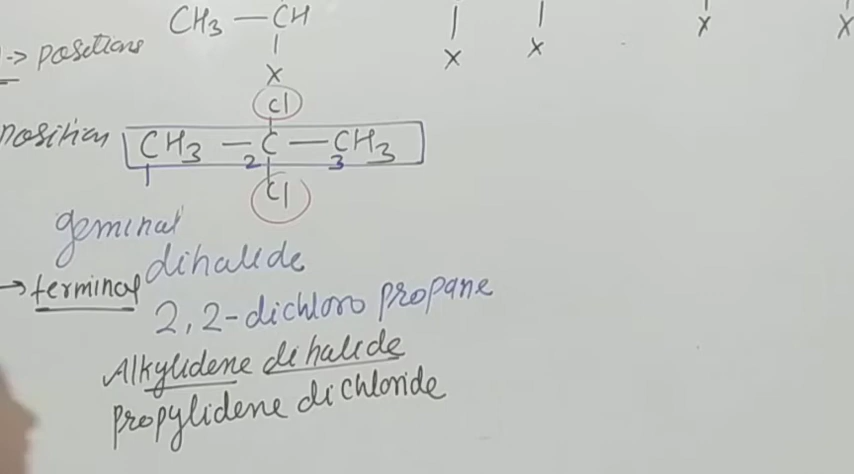 CH3 — CH
-> positions
X
X X X X
Cl
position CH3 — C — CH3
1 2 3
Cl
geminal
dihalide
→ terminal
2,2-dichloro propane
Alkylidene dihalide
propylidene dichloride